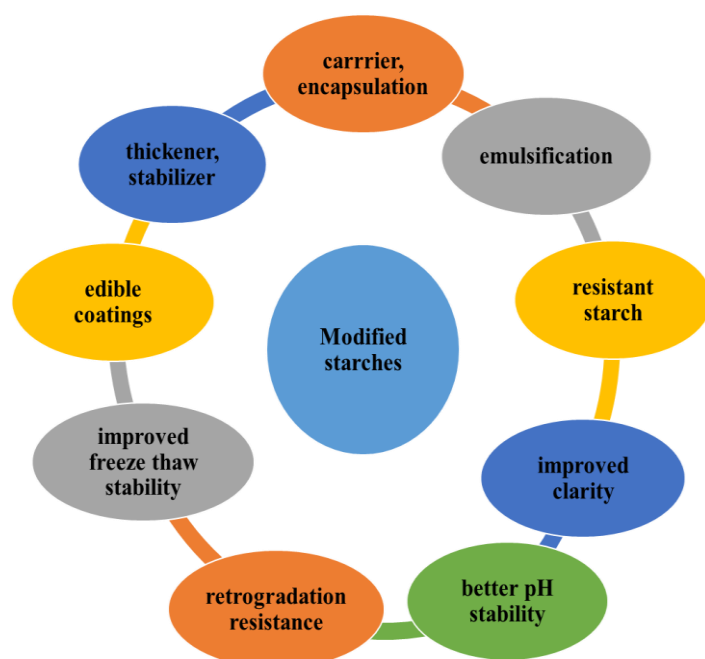 carrrier,
encapsulation
emulsification
resistant
starch
improved
clarity
better pH
stability
retrogradation
resistance
improved
freeze thaw
stability
edible
coatings
thickener,
stabilizer
Modified
starches